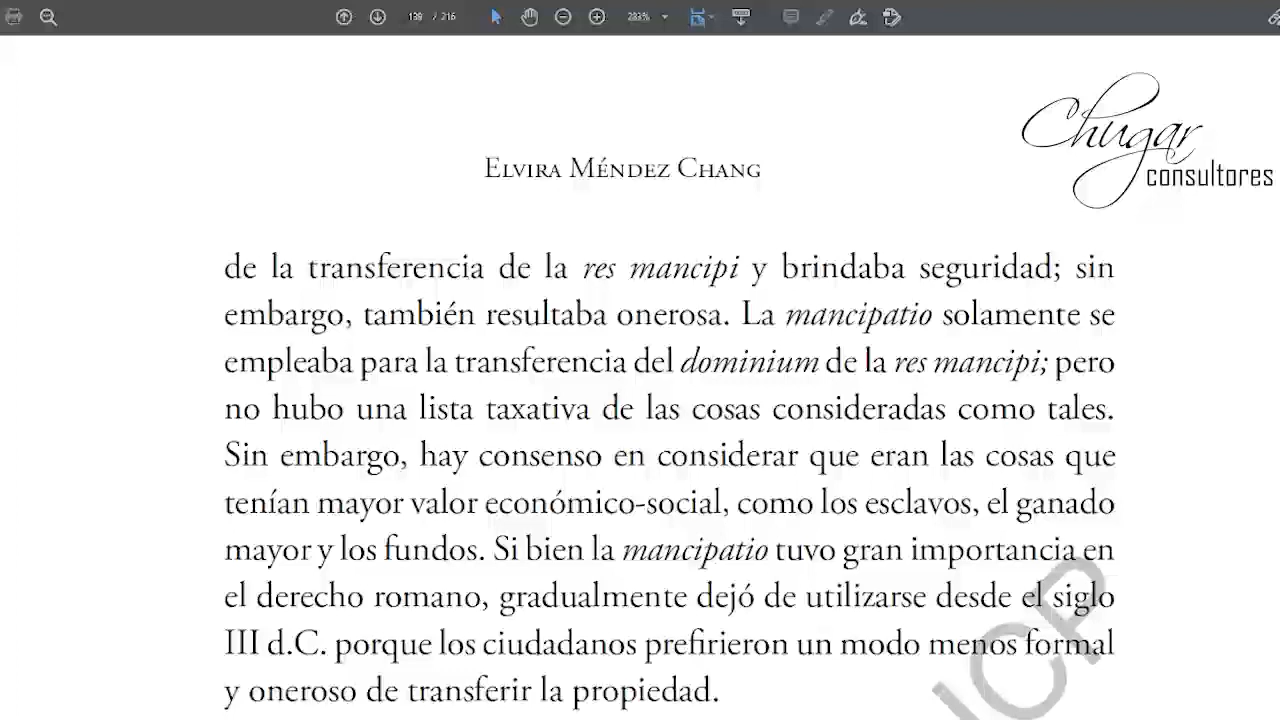 139 / 216
283%
Chugar
consultores
Elvira Méndez Chang
de la transferencia de la res mancipi y brindaba seguridad; sin
embargo, también resultaba onerosa. La mancipatio solamente se
empleaba para la transferencia del dominium de la res mancipi; pero
no hubo una lista taxativa de las cosas consideradas como tales.
Sin embargo, hay consenso en considerar que eran las cosas que
tenían mayor valor económico-social, como los esclavos, el ganado
mayor y los fundos. Si bien la mancipatio tuvo gran importancia en
el derecho romano, gradualmente dejó de utilizarse desde el siglo
III d.C. porque los ciudadanos prefirieron un modo menos formal
y oneroso de transferir la propiedad.